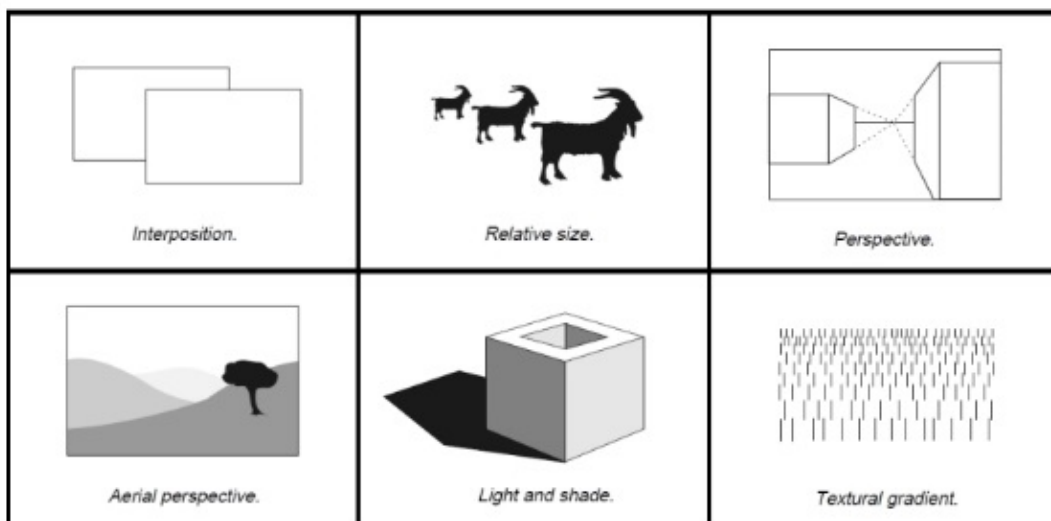 Interposition.
Relative size.
Perspective.
Aerial perspective.
Light and shade.
Textural gradient.